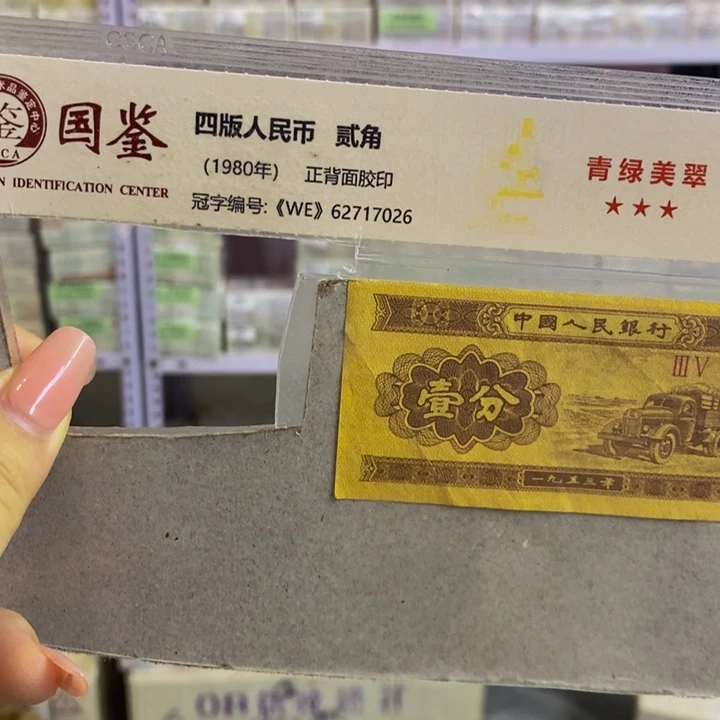 CSCA
国鉴
IDENTIFICATION CENTER
四版人民币 贰角
(1980年) 正背面胶印
冠字编号:《WE》62717026
青绿美翠
★★★
中國人民銀行
III V
壹分
一九五三年